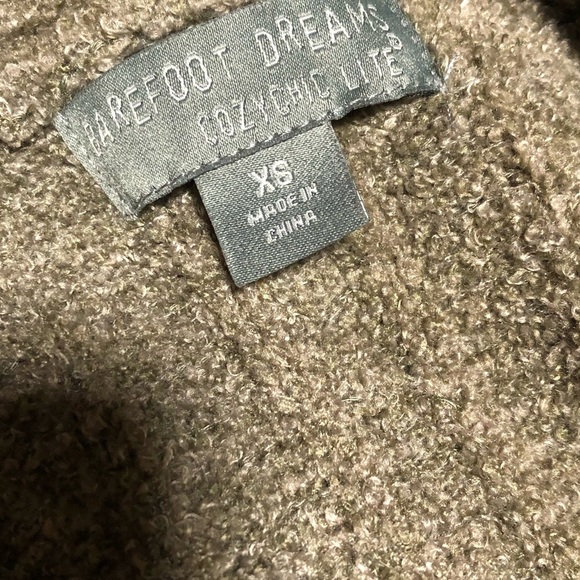 BAREFOOT DREAMS®
COZYCHIC LITE®
XS
MADE IN
CHINA